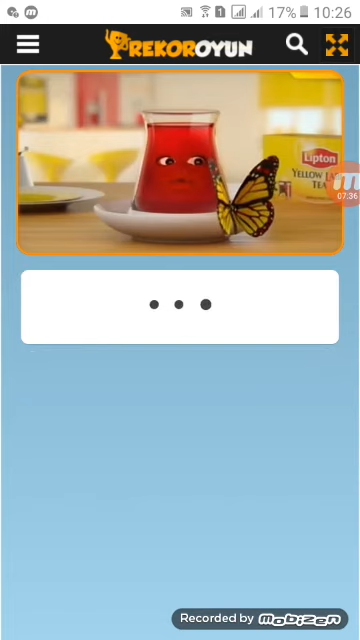 17% 10:26
REKOROYUN
Lipton
YELLOW LA
TEA
07:36
Recorded by mobizen